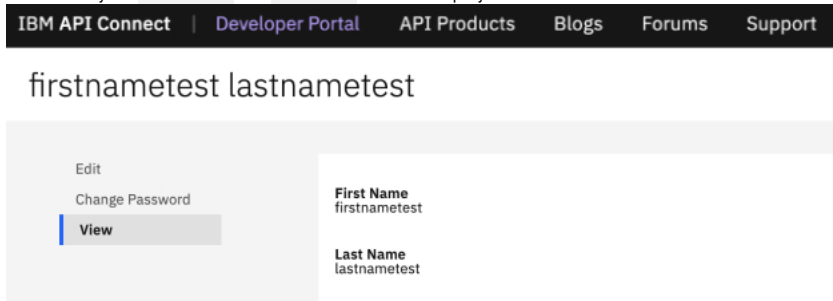 IBM API Connect | Developer Portal API Products Blogs Forums Support
firstnametest lastnametest
Edit
Change Password
View
First Name
firstnametest
Last Name
lastnametest